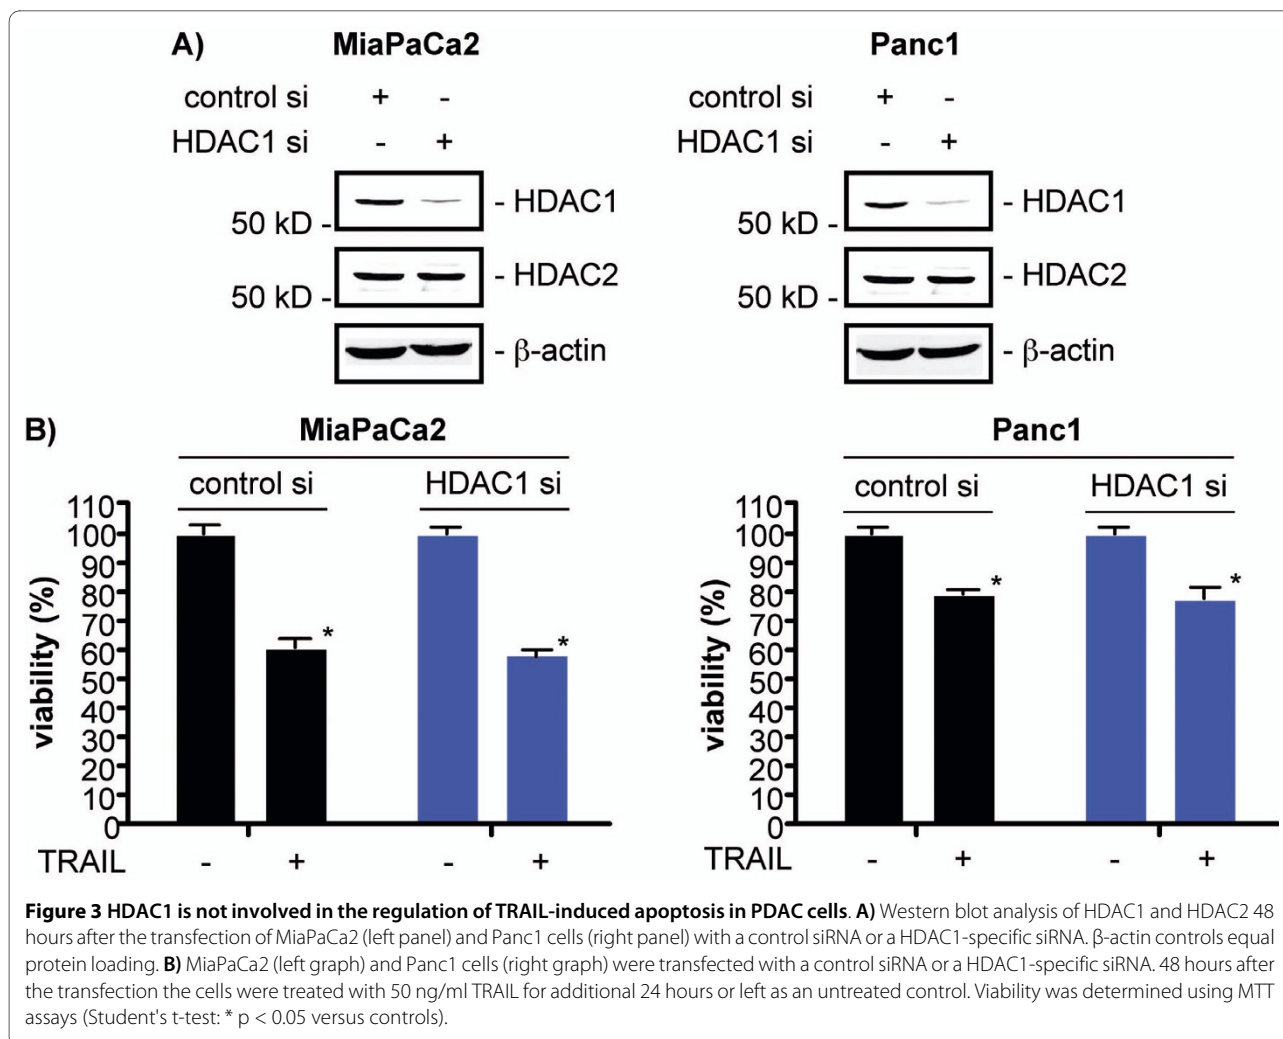 A) MiaPaCa2 Panc1
control si + - control si + -
HDAC1 si - + HDAC1 si - +
- HDAC1 - HDAC1
50 kD - 50 kD -
- HDAC2 - HDAC2
50 kD - 50 kD -
- β-actin - β-actin
B) MiaPaCa2 Panc1
control si HDAC1 si control si HDAC1 si
110 110
100 100
90 90
80 * * 80
70 70
60 * * 60
50 50
40 40
30 30
20 20
10 10
0 0
viability (%) viability (%)
TRAIL - + - + TRAIL - + - +
Figure 3 HDAC1 is not involved in the regulation of TRAIL-induced apoptosis in PDAC cells. A) Western blot analysis of HDAC1 and HDAC2 48
hours after the transfection of MiaPaCa2 (left panel) and Panc1 cells (right panel) with a control siRNA or a HDAC1-specific siRNA. β-actin controls equal
protein loading. B) MiaPaCa2 (left graph) and Panc1 cells (right graph) were transfected with a control siRNA or a HDAC1-specific siRNA. 48 hours after
the transfection the cells were treated with 50 ng/ml TRAIL for additional 24 hours or left as an untreated control. Viability was determined using MTT
assays (Student's t-test: * p < 0.05 versus controls).